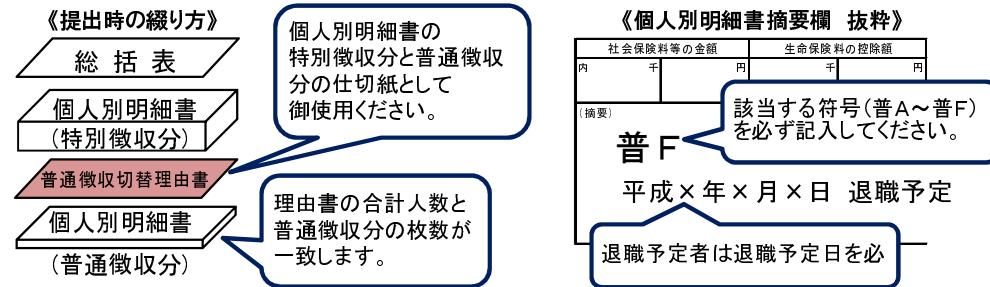 《提出時の綴り方》
総括表
個人別明細書
(特別徴収分)
普通徴収切替理由書
個人別明細書
(普通徴収分)
個人別明細書の
特別徴収分と普通徴収
分の仕切紙として
御使用ください。
理由書の合計人数と
普通徴収分の枚数が
一致します。
《個人別明細書摘要欄 抜粋》
社会保険料等の金額 生命保険料の控除額
内 千 円 千 円
(摘要)
普F
該当する符号(普A~普F)
を必ず記入してください。
平成×年×月×日 退職予定
退職予定者は退職予定日を必